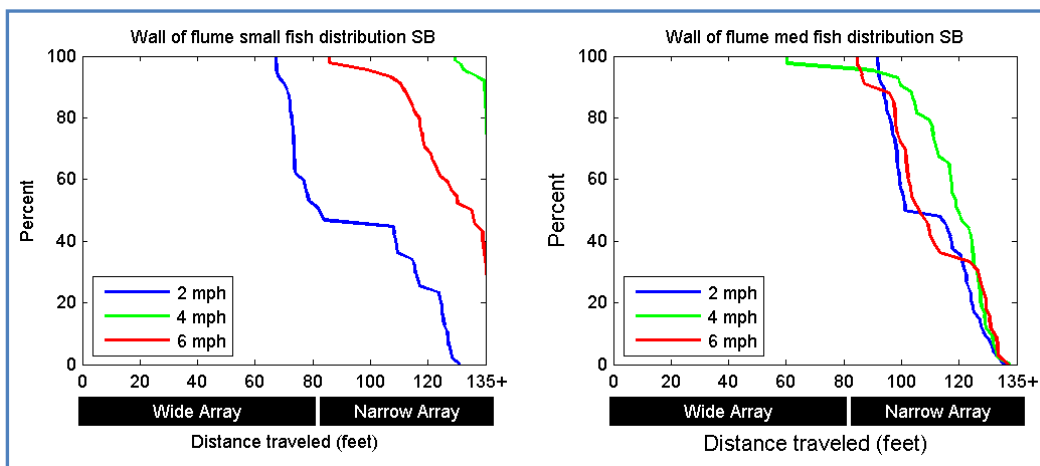 Wall of flume small fish distribution SB
Percent
100
80
60
40
20
0
2 mph
4 mph
6 mph
0 20 40 60 80 100 120 135+
Wide Array Narrow Array
Distance traveled (feet)
Wall of flume med fish distribution SB
Percent
100
80
60
40
20
0
2 mph
4 mph
6 mph
0 20 40 60 80 100 120 135+
Wide Array Narrow Array
Distance traveled (feet)